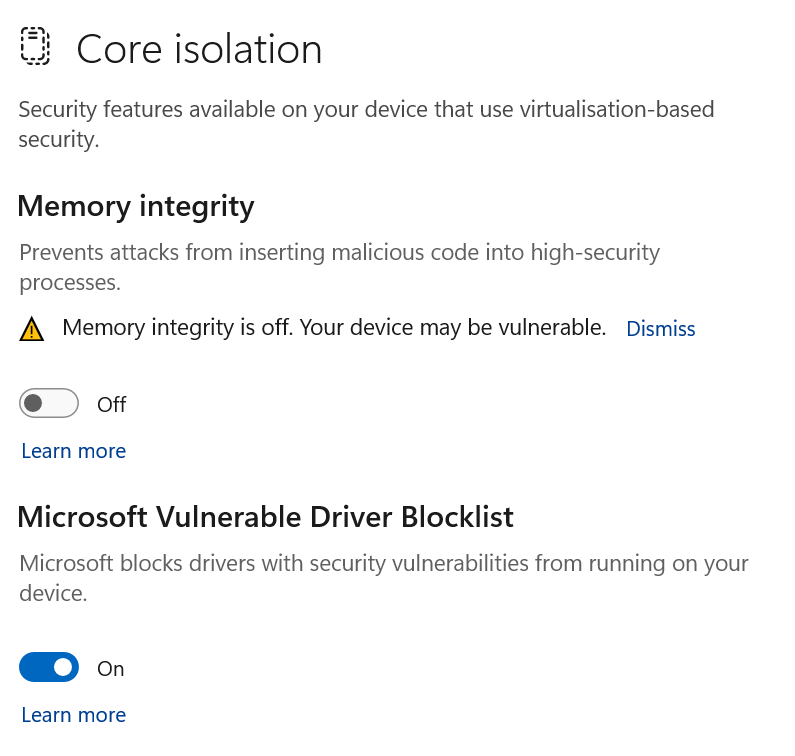 Core isolation
Security features available on your device that use virtualisation-based
security.
Memory integrity
Prevents attacks from inserting malicious code into high-security
processes.
Memory integrity is off. Your device may be vulnerable. Dismiss
Off
Learn more
Microsoft Vulnerable Driver Blocklist
Microsoft blocks drivers with security vulnerabilities from running on your
device.
On
Learn more